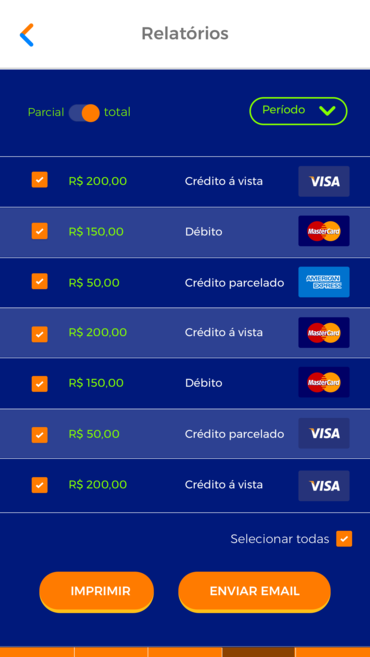 Relatórios
Parcial total Período
R$ 200,00 Crédito á vista VISA
R$ 150,00 Débito MasterCard
R$ 50,00 Crédito parcelado AMERICAN EXPRESS
R$ 200,00 Crédito á vista MasterCard
R$ 150,00 Débito MasterCard
R$ 50,00 Crédito parcelado VISA
R$ 200,00 Crédito á vista VISA
Selecionar todas
IMPRIMIR ENVIAR EMAIL